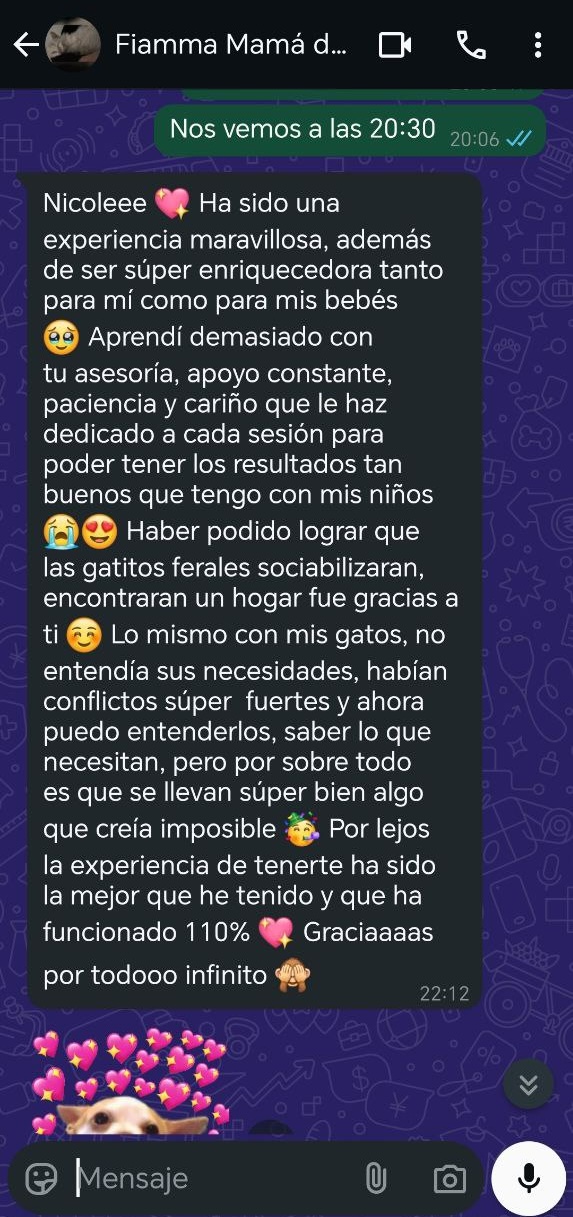 Fiamma Mamá d...
Nos vemos a las 20:30
20:06
Nicoleee 💖 Ha sido una
experiencia maravillosa, además
de ser súper enriquecedora tanto
para mí como para mis bebés
🥹 Aprendí demasiado con
tu asesoría, apoyo constante,
paciencia y cariño que le haz
dedicado a cada sesión para
poder tener los resultados tan
buenos que tengo con mis niños
😭😍 Haber podido lograr que
las gatitos ferales sociabilizaran,
encontraran un hogar fue gracias a
ti ☺️ Lo mismo con mis gatos, no
entendía sus necesidades, habían
conflictos súper  fuertes y ahora
puedo entenderlos, saber lo que
necesitan, pero por sobre todo
es que se llevan súper bien algo
que creía imposible 🥳 Por lejos
la experiencia de tenerte ha sido
la mejor que he tenido y que ha
funcionado 110% 💖 Graciaaaas
por todooo infinito 🙈
22:12
Mensaje